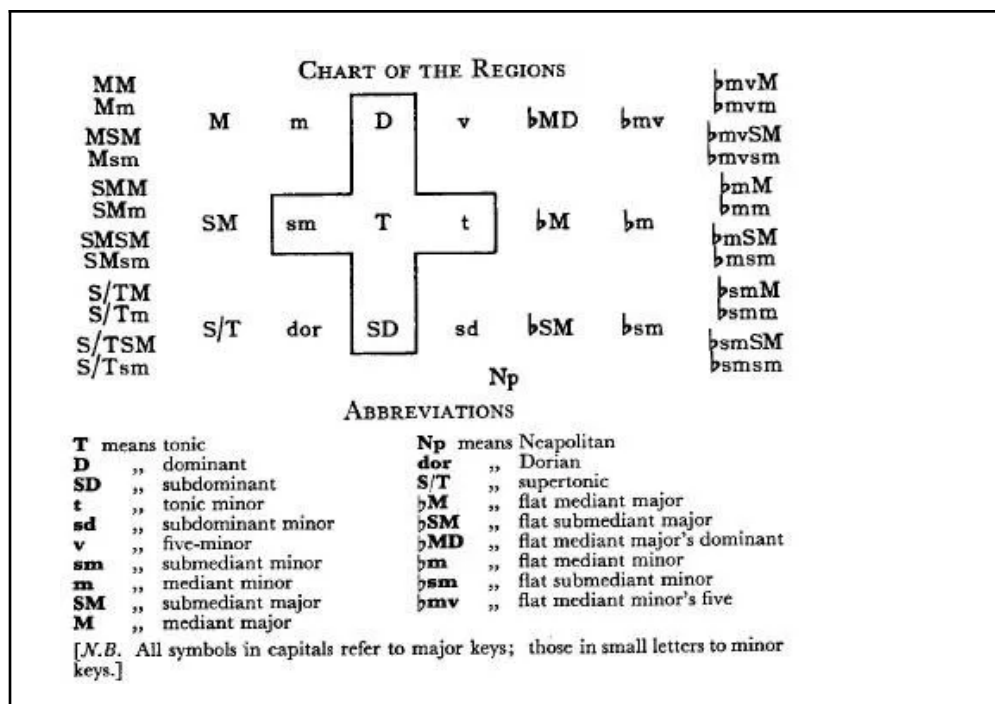 CHART OF THE REGIONS
MM
Mm
MSM
Msm
M m D v ♭MD ♭mv
♭mvM
♭mvm
♭mvSM
♭mvsm
SMM
SMm
SMSM
SMsm
SM sm T t ♭M ♭m
♭mM
♭mm
♭mSM
♭msm
S/TM
S/Tm
S/TSM
S/Tsm
S/T dor SD sd ♭SM ♭sm
♭smM
♭smm
♭smSM
♭smsm
Np
ABBREVIATIONS
T means tonic
D „ dominant
SD „ subdominant
t „ tonic minor
sd „ subdominant minor
v „ five-minor
sm „ submediant minor
m „ mediant minor
SM „ submediant major
M „ mediant major
Np means Neapolitan
dor „ Dorian
S/T „ supertonic
♭M „ flat mediant major
♭SM „ flat submediant major
♭MD „ flat mediant major's dominant
♭m „ flat mediant minor
♭sm „ flat submediant minor
♭mv „ flat mediant minor's five
[N.B. All symbols in capitals refer to major keys; those in small letters to minor
keys.]